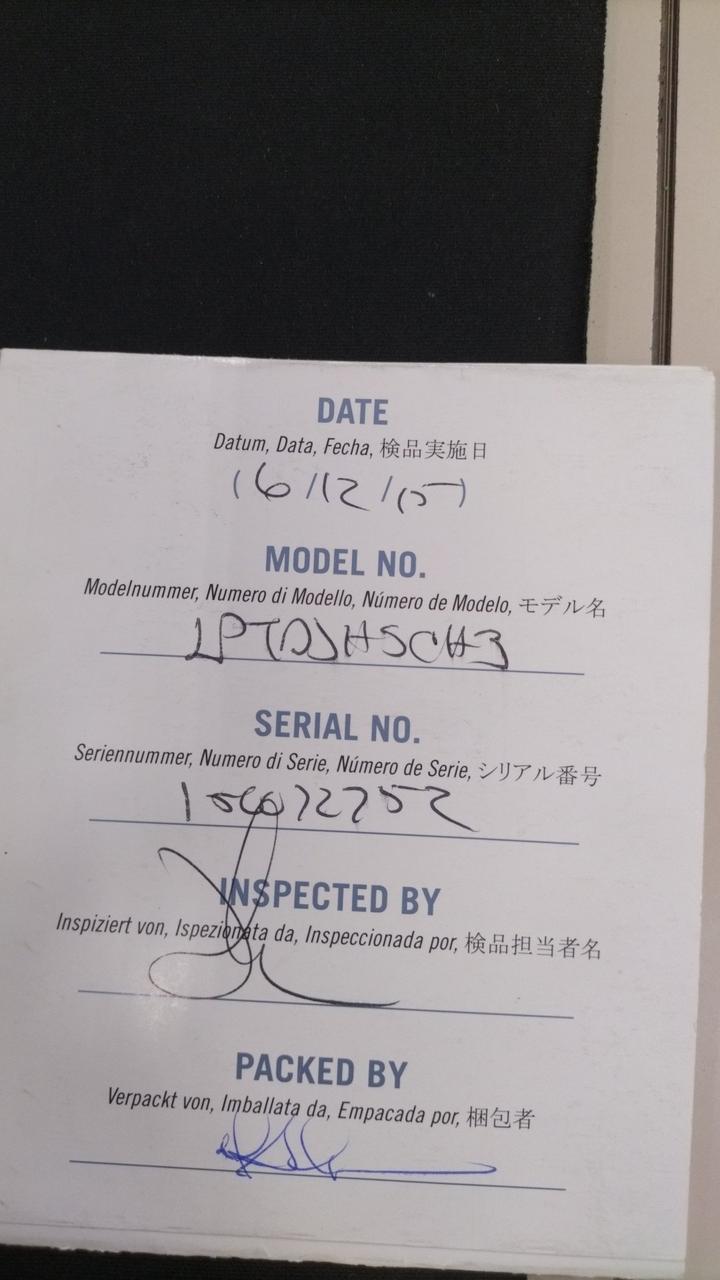 DATE
Datum, Data, Fecha, 検品実施日
16/12/15
MODEL NO.
Modelnummer, Numero di Modello, Número de Modelo, モデル名
LPTDJHSCH3
SERIAL NO.
Seriennummer, Numero di Serie, Número de Serie, シリアル番号
INSPECTED BY
Inspiziert von, Ispezionata da, Inspeccionada por, 検品担当者名
PACKED BY
Verpackt von, Imballata da, Empacada por, 梱包者